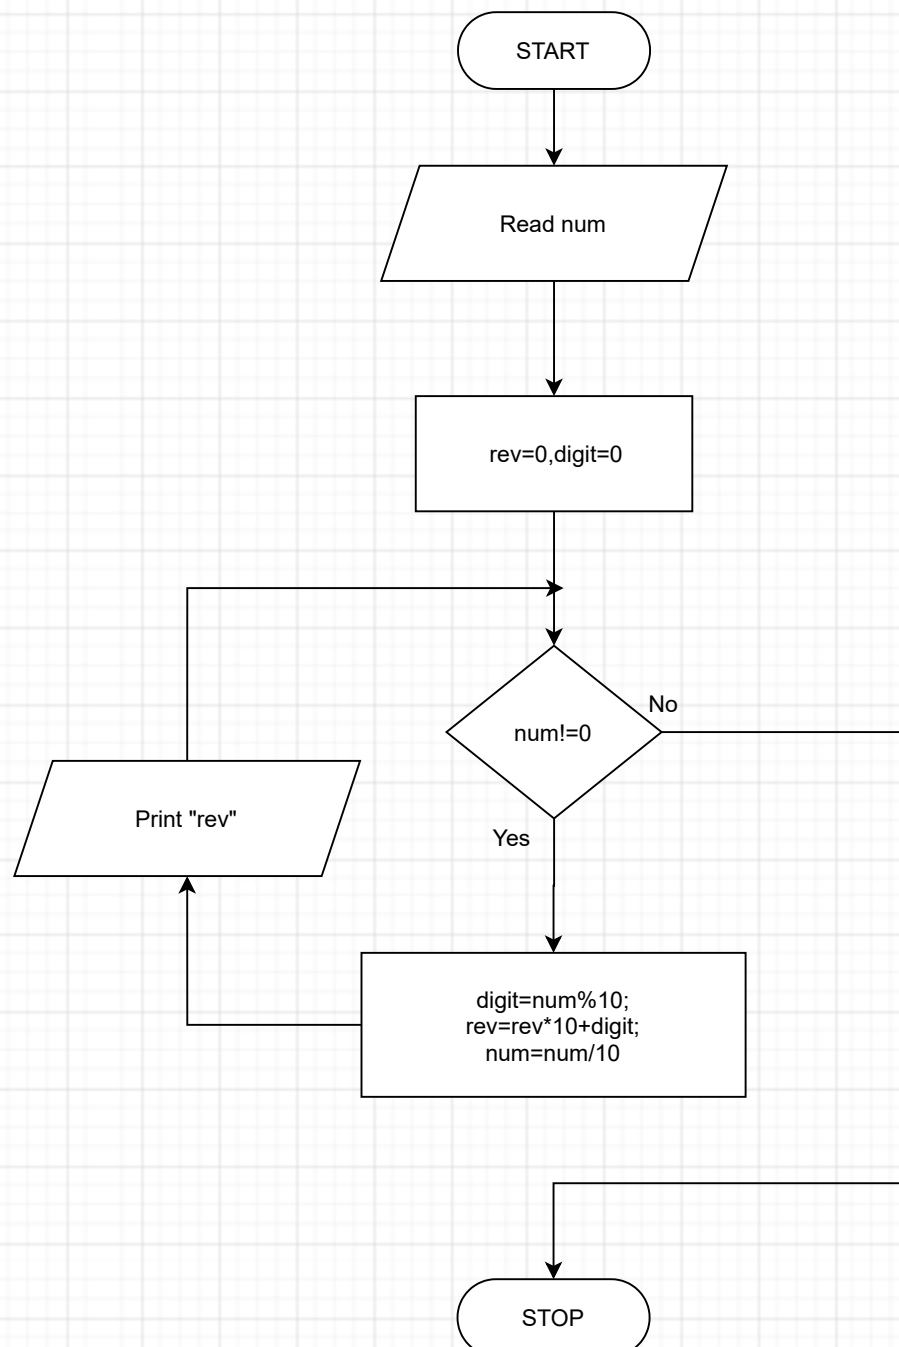 START
Read num
rev=0,digit=0
num!=0
No
Yes
Print "rev"
digit=num%10;
rev=rev*10+digit;
num=num/10
STOP